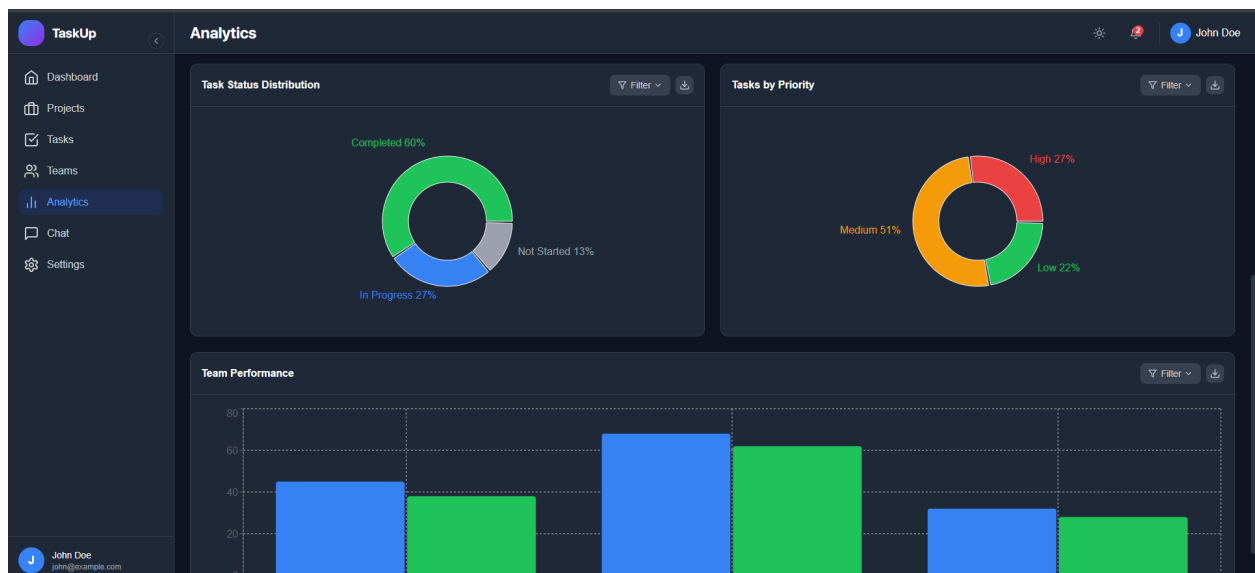 TaskUp
Analytics
2
J
John Doe
Dashboard
Projects
Tasks
Teams
Analytics
Chat
Settings
Task Status Distribution
Filter
Completed 60%
Not Started 13%
In Progress 27%
Tasks by Priority
Filter
High 27%
Medium 51%
Low 22%
Team Performance
Filter
80
60
40
20
J
John Doe
john@example.com